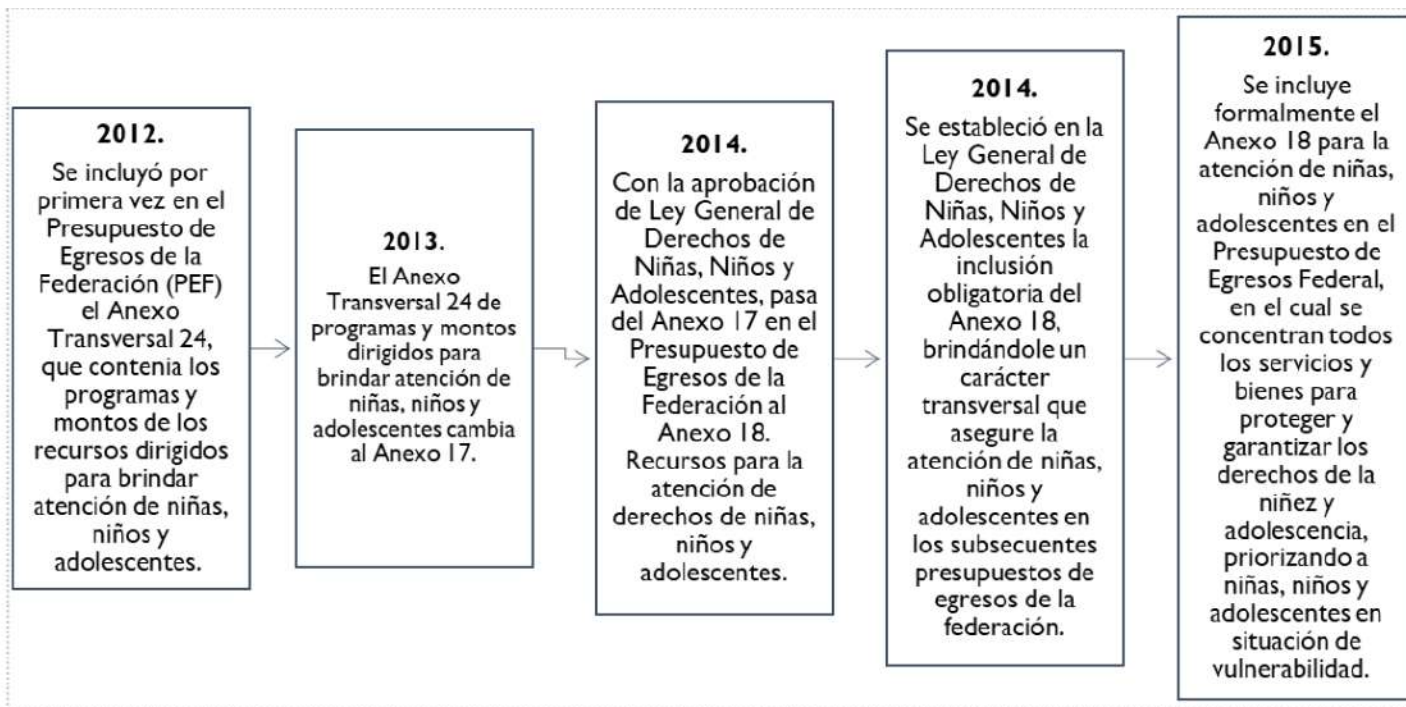 2012.
Se incluyó por
primera vez en el
Presupuesto de
Egresos de la
Federación (PEF)
el Anexo
Transversal 24,
que contenia los
programas y
montos de los
recursos dirigidos
para brindar
atención de niñas,
niños y
adolescentes.
2013.
El Anexo
Transversal 24 de
programas y montos
dirigidos para
brindar atención de
niñas, niños y
adolescentes cambia
al Anexo 17.
2014.
Con la aprobación
de Ley General de
Derechos de
Niñas, Niños y
Adolescentes, pasa
del Anexo 17 en el
Presupuesto de
Egresos de la
Federación al
Anexo 18.
Recursos para la
atención de
derechos de niñas,
niños y
adolescentes.
2014.
Se estableció en la
Ley General de
Derechos de
Niñas, Niños y
Adolescentes la
inclusión
obligatoria del
Anexo 18,
brindándole un
carácter
transversal que
asegure la
atención de niñas,
niños y
adolescentes en
los subsecuentes
presupuestos de
egresos de la
federación.
2015.
Se incluye
formalmente el
Anexo 18 para la
atención de niñas,
niños y
adolescentes en el
Presupuesto de
Egresos Federal,
en el cual se
concentran todos
los servicios y
bienes para
proteger y
garantizar los
derechos de la
niñez y
adolescencia,
priorizando a
niñas, niños y
adolescentes en
situación de
vulnerabilidad.